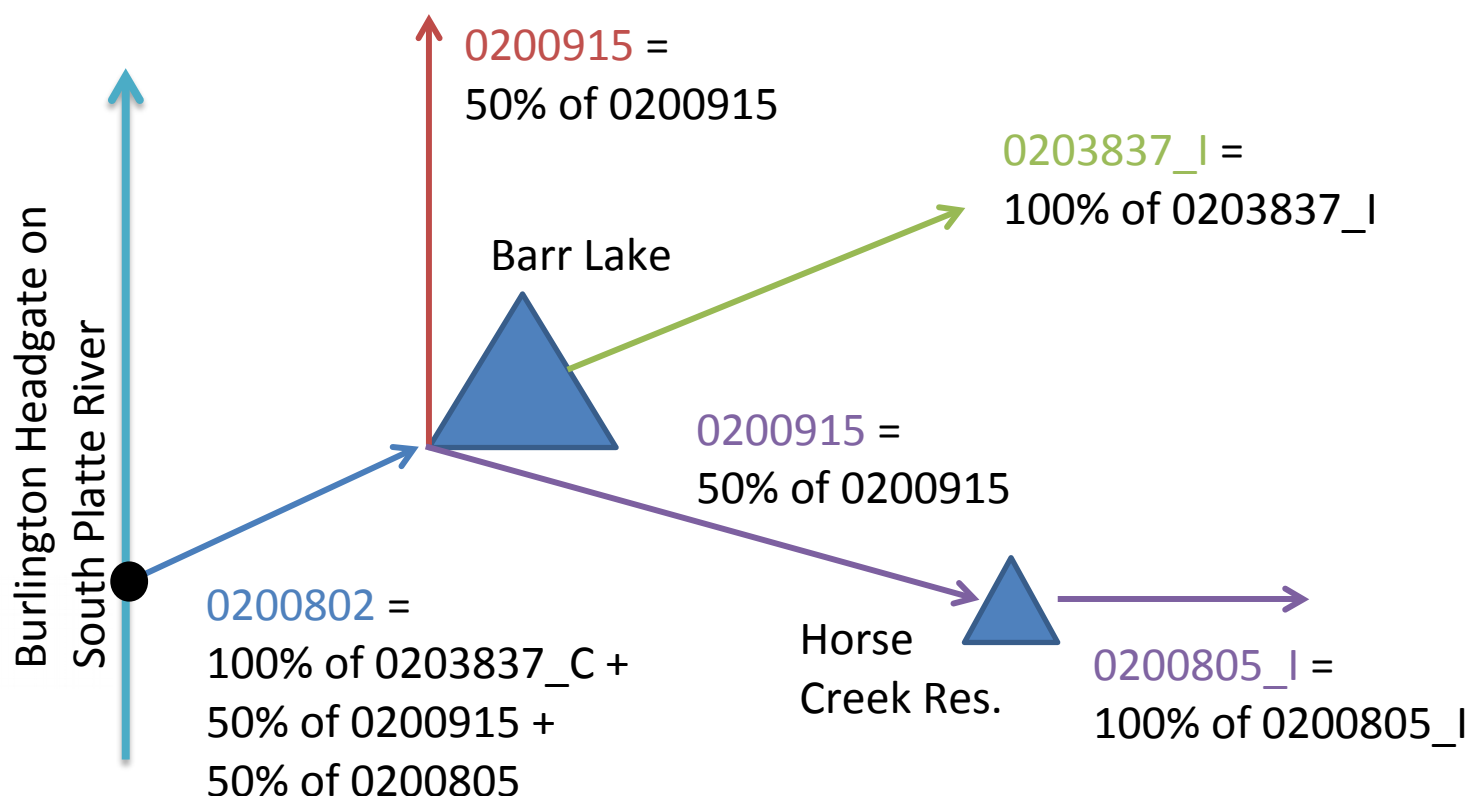 0200915 =
50% of 0200915
0203837_I =
100% of 0203837_I
Barr Lake
Burlington Headgate on
South Platte River
0200915 =
50% of 0200915
0200802 =
100% of 0203837_C +
50% of 0200915 +
50% of 0200805
Horse
Creek Res.
0200805_I =
100% of 0200805_I